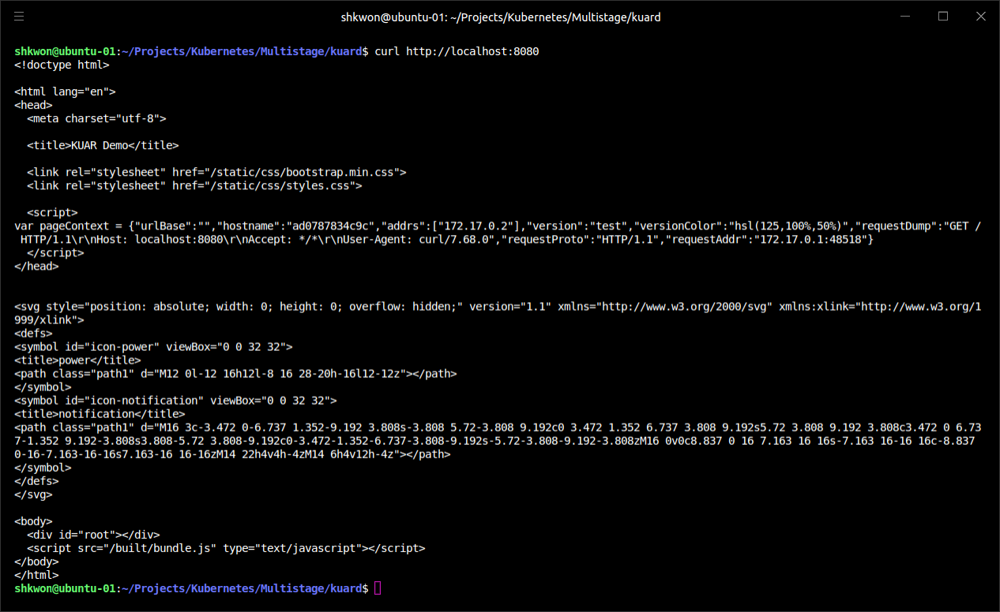 shkwon@ubuntu-01: ~/Projects/Kubernetes/Multistage/kuard
shkwon@ubuntu-01:~/Projects/Kubernetes/Multistage/kuard$ curl http://localhost:8080
<!doctype html>
<html lang="en">
<head>
  <meta charset="utf-8">
  <title>KUAR Demo</title>
  <link rel="stylesheet" href="/static/css/bootstrap.min.css">
  <link rel="stylesheet" href="/static/css/styles.css">
  <script>
var pageContext = {"urlBase":"","hostname":"ad0787834c9c","addrs":["172.17.0.2"],"version":"test","versionColor":"hsl(125,100%,50%)","requestDump":"GET /
 HTTP/1.1\r\nHost: localhost:8080\r\nAccept: */*\r\nUser-Agent: curl/7.68.0","requestProto":"HTTP/1.1","requestAddr":"172.17.0.1:48518"}
  </script>
</head>
<svg style="position: absolute; width: 0; height: 0; overflow: hidden;" version="1.1" xmlns="http://www.w3.org/2000/svg" xmlns:xlink="http://www.w3.org/1
999/xlink">
<defs>
<symbol id="icon-power" viewBox="0 0 32 32">
<title>power</title>
<path class="path1" d="M12 0l-12 16h12l-8 16 28-20h-16l12-12z"></path>
</symbol>
<symbol id="icon-notification" viewBox="0 0 32 32">
<title>notification</title>
<path class="path1" d="M16 3c-3.472 0-6.737 1.352-9.192 3.808s-3.808 5.72-3.808 9.192c0 3.472 1.352 6.737 3.808 9.192s5.72 3.808 9.192 3.808c3.472 0 6.73
7-1.352 9.192-3.808s3.808-5.72 3.808-9.192c0-3.472-1.352-6.737-3.808-9.192s-5.72-3.808-9.192-3.808zM16 0v0c8.837 0 16 7.163 16 16s-7.163 16-16 16c-8.837
0-16-7.163-16-16s7.163-16 16-16zM14 22h4v4h-4zM14 6h4v12h-4z"></path>
</symbol>
</defs>
</svg>
<body>
  <div id="root"></div>
  <script src="/built/bundle.js" type="text/javascript"></script>
</body>
</html>
shkwon@ubuntu-01:~/Projects/Kubernetes/Multistage/kuard$